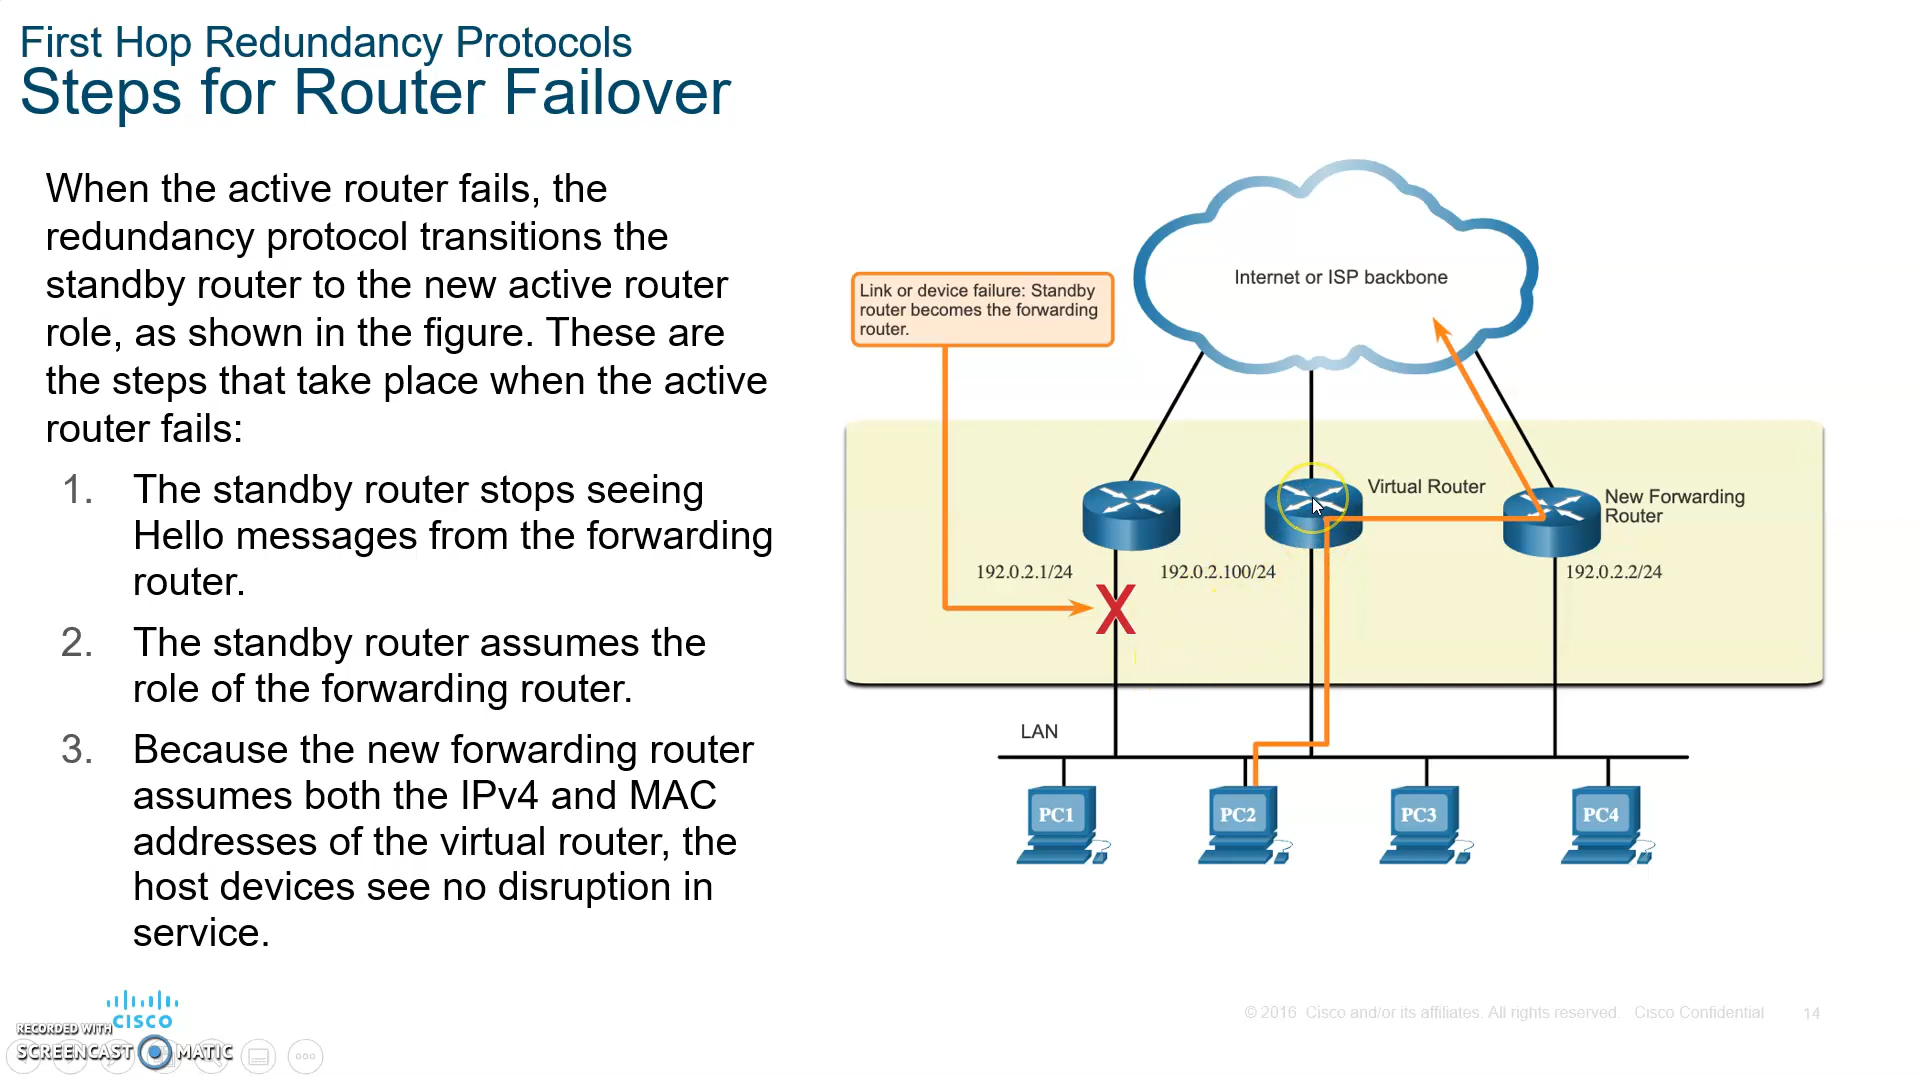 First Hop Redundancy Protocols
Steps for Router Failover
When the active router fails, the
redundancy protocol transitions the
standby router to the new active router
role, as shown in the figure. These are
the steps that take place when the active
router fails:
1. The standby router stops seeing
Hello messages from the forwarding
router.
2. The standby router assumes the
role of the forwarding router.
3. Because the new forwarding router
assumes both the IPv4 and MAC
addresses of the virtual router, the
host devices see no disruption in
service.
Internet or ISP backbone
Link or device failure: Standby
router becomes the forwarding
router.
Virtual Router
New Forwarding
Router
192.0.2.1/24
192.0.2.100/24
192.0.2.2/24
X
LAN
PC1
PC2
PC3
PC4
CISCO
RECORDED WITH
SCREENCAST MATIC
© 2016 Cisco and/or its affiliates. All rights reserved. Cisco Confidential
14